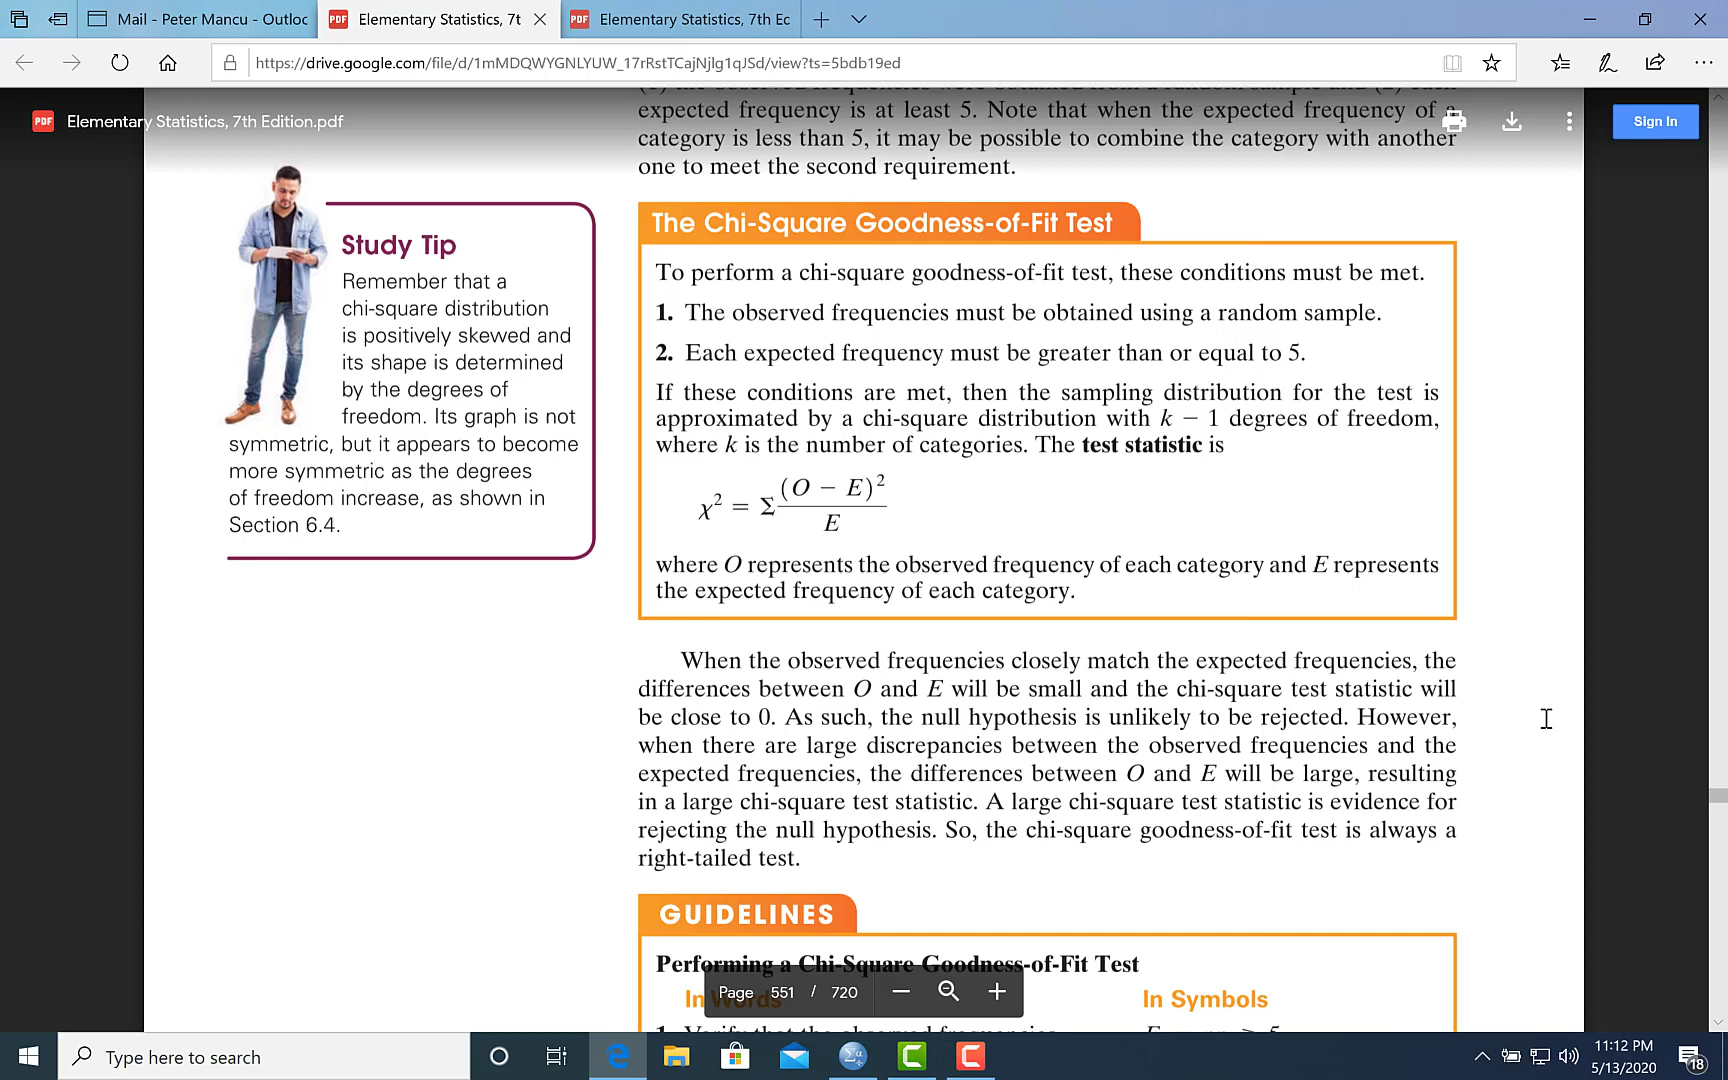 Mail - Peter Mancu - Outloc
PDF Elementary Statistics, 7t
PDF Elementary Statistics, 7th Ec
https://drive.google.com/file/d/1mMDQWYGNLYUW_17rRstTCajNjlg1qJSd/view?ts=5bdb19ed
PDF Elementary Statistics, 7th Edition.pdf
Sign In
expected frequency is at least 5. Note that when the expected frequency of a
category is less than 5, it may be possible to combine the category with another
one to meet the second requirement.
Study Tip
Remember that a
chi-square distribution
is positively skewed and
its shape is determined
by the degrees of
freedom. Its graph is not
symmetric, but it appears to become
more symmetric as the degrees
of freedom increase, as shown in
Section 6.4.
The Chi-Square Goodness-of-Fit Test
To perform a chi-square goodness-of-fit test, these conditions must be met.
1. The observed frequencies must be obtained using a random sample.
2. Each expected frequency must be greater than or equal to 5.
If these conditions are met, then the sampling distribution for the test is
approximated by a chi-square distribution with k − 1 degrees of freedom,
where k is the number of categories. The test statistic is
χ² = Σ (O − E)² / E
where O represents the observed frequency of each category and E represents
the expected frequency of each category.
When the observed frequencies closely match the expected frequencies, the
differences between O and E will be small and the chi-square test statistic will
be close to 0. As such, the null hypothesis is unlikely to be rejected. However,
when there are large discrepancies between the observed frequencies and the
expected frequencies, the differences between O and E will be large, resulting
in a large chi-square test statistic. A large chi-square test statistic is evidence for
rejecting the null hypothesis. So, the chi-square goodness-of-fit test is always a
right-tailed test.
GUIDELINES
Performing a Chi-Square Goodness-of-Fit Test
In Words In Symbols
Page 551 / 720
Type here to search
11:12 PM
5/13/2020
18